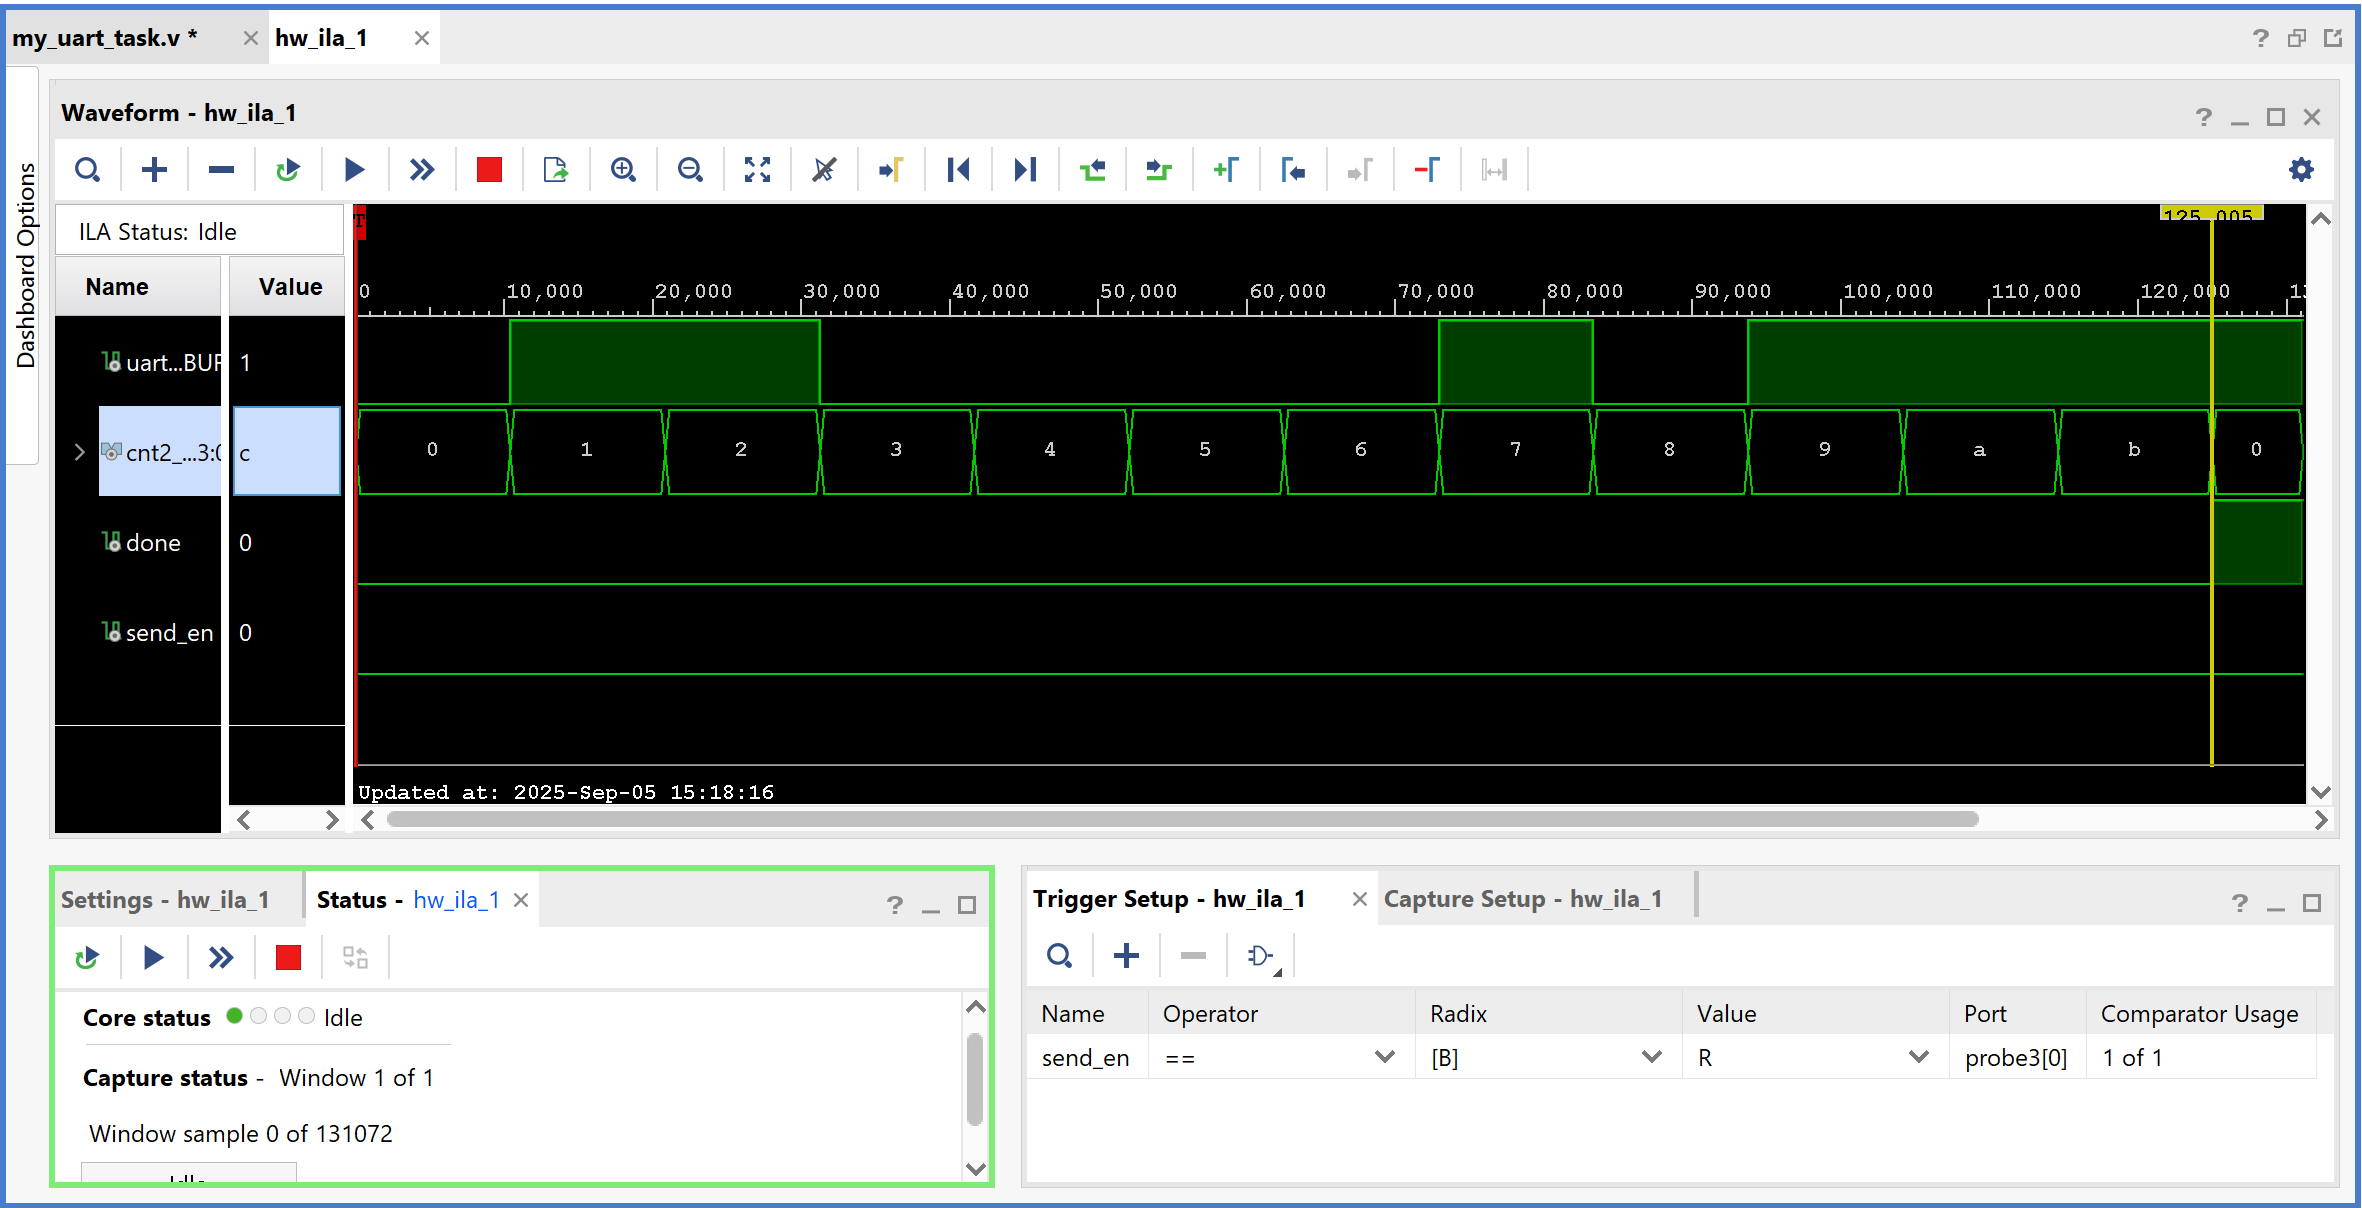 my_uart_task.v *
hw_ila_1
Dashboard Options
Waveform - hw_ila_1
ILA Status: Idle
Name Value
T
125,005
0 10,000 20,000 30,000 40,000 50,000 60,000 70,000 80,000 90,000 100,000 110,000 120,000
uart...BUF 1
cnt2_...3:0 c
0 1 2 3 4 5 6 7 8 9 a b 0
done 0
send_en 0
Updated at: 2025-Sep-05 15:18:16
Settings - hw_ila_1
Status - hw_ila_1
Core status Idle
Capture status - Window 1 of 1
Window sample 0 of 131072
Idle
Trigger Setup - hw_ila_1
Capture Setup - hw_ila_1
Name Operator Radix Value Port Comparator Usage
send_en == [B] R probe3[0] 1 of 1